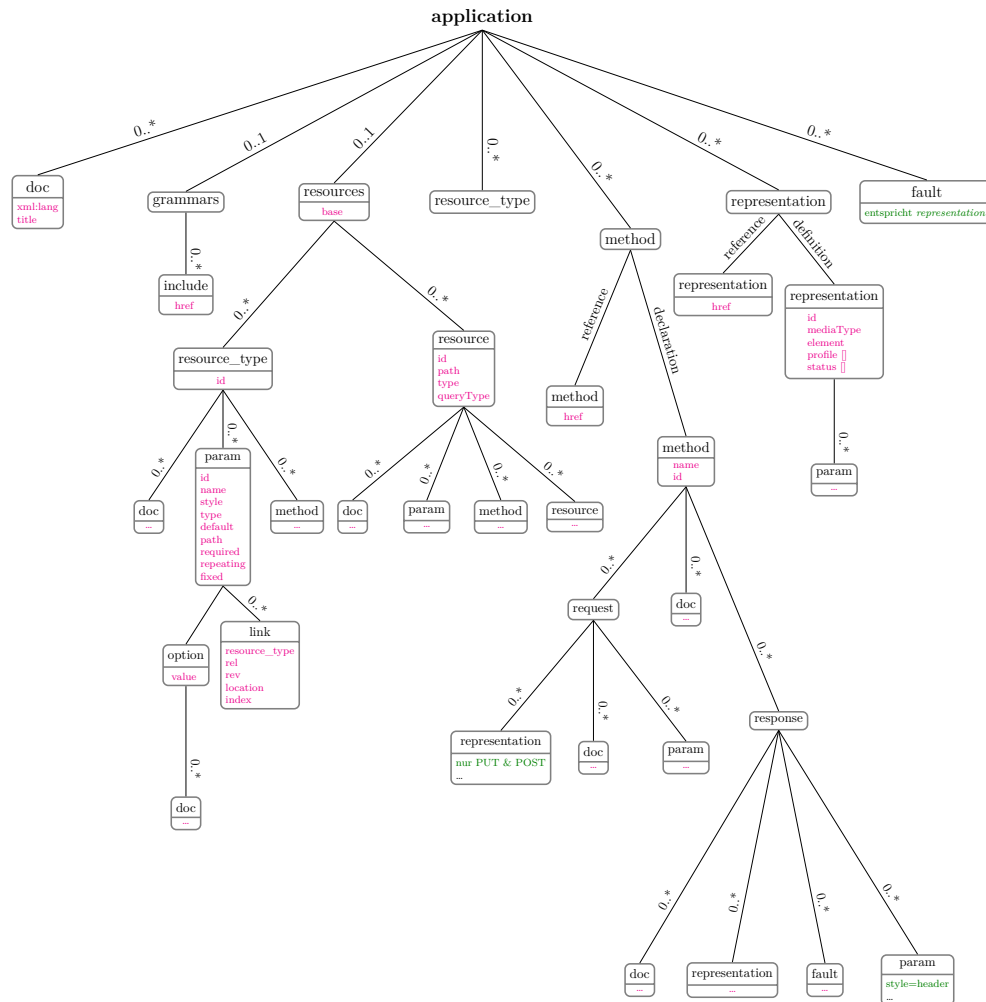 application
0..*
0..1
0..1
0..*
0..*
0..*
0..*
doc
xml:lang
title
grammars
0..*
include
href
resources
base
resource_type
method
representation
fault
entspricht representation
0..*
0..*
reference
declaration
reference
definition
representation
href
representation
id
mediaType
element
profile []
status []
0..*
param
...
resource_type
id
0..*
0..*
0..*
doc
...
param
id
name
style
type
default
path
required
repeating
fixed
method
...
resource
id
path
type
queryType
0..*
0..*
0..*
0..*
doc
...
param
...
method
...
resource
...
method
href
method
name
id
0..*
0..*
0..*
request
doc
...
0..*
option
value
link
resource_type
rel
rev
location
index
0..*
doc
...
0..*
0..*
0..*
representation
nur PUT & POST
...
doc
...
param
...
response
0..*
0..*
0..*
0..*
doc
...
representation
...
fault
...
param
style=header
...